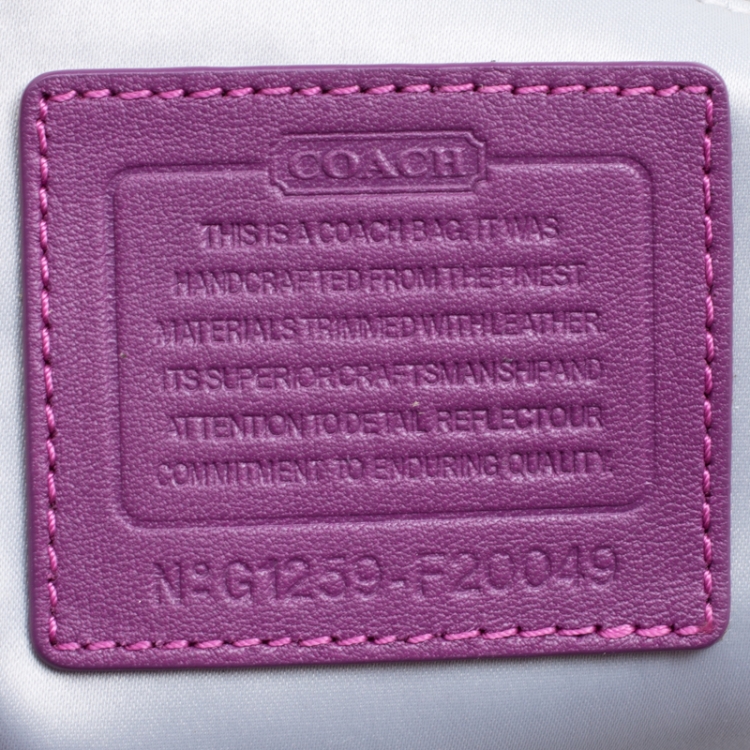 COACH
THIS IS A COACH BAG. IT WAS
HANDCRAFTED FROM THE FINEST
MATERIALS TRIMMED WITH LEATHER.
ITS SUPERIOR CRAFTSMANSHIP AND
ATTENTION TO DETAIL REFLECT OUR
COMMITMENT TO ENDURING QUALITY.
Nº G1259-F20049